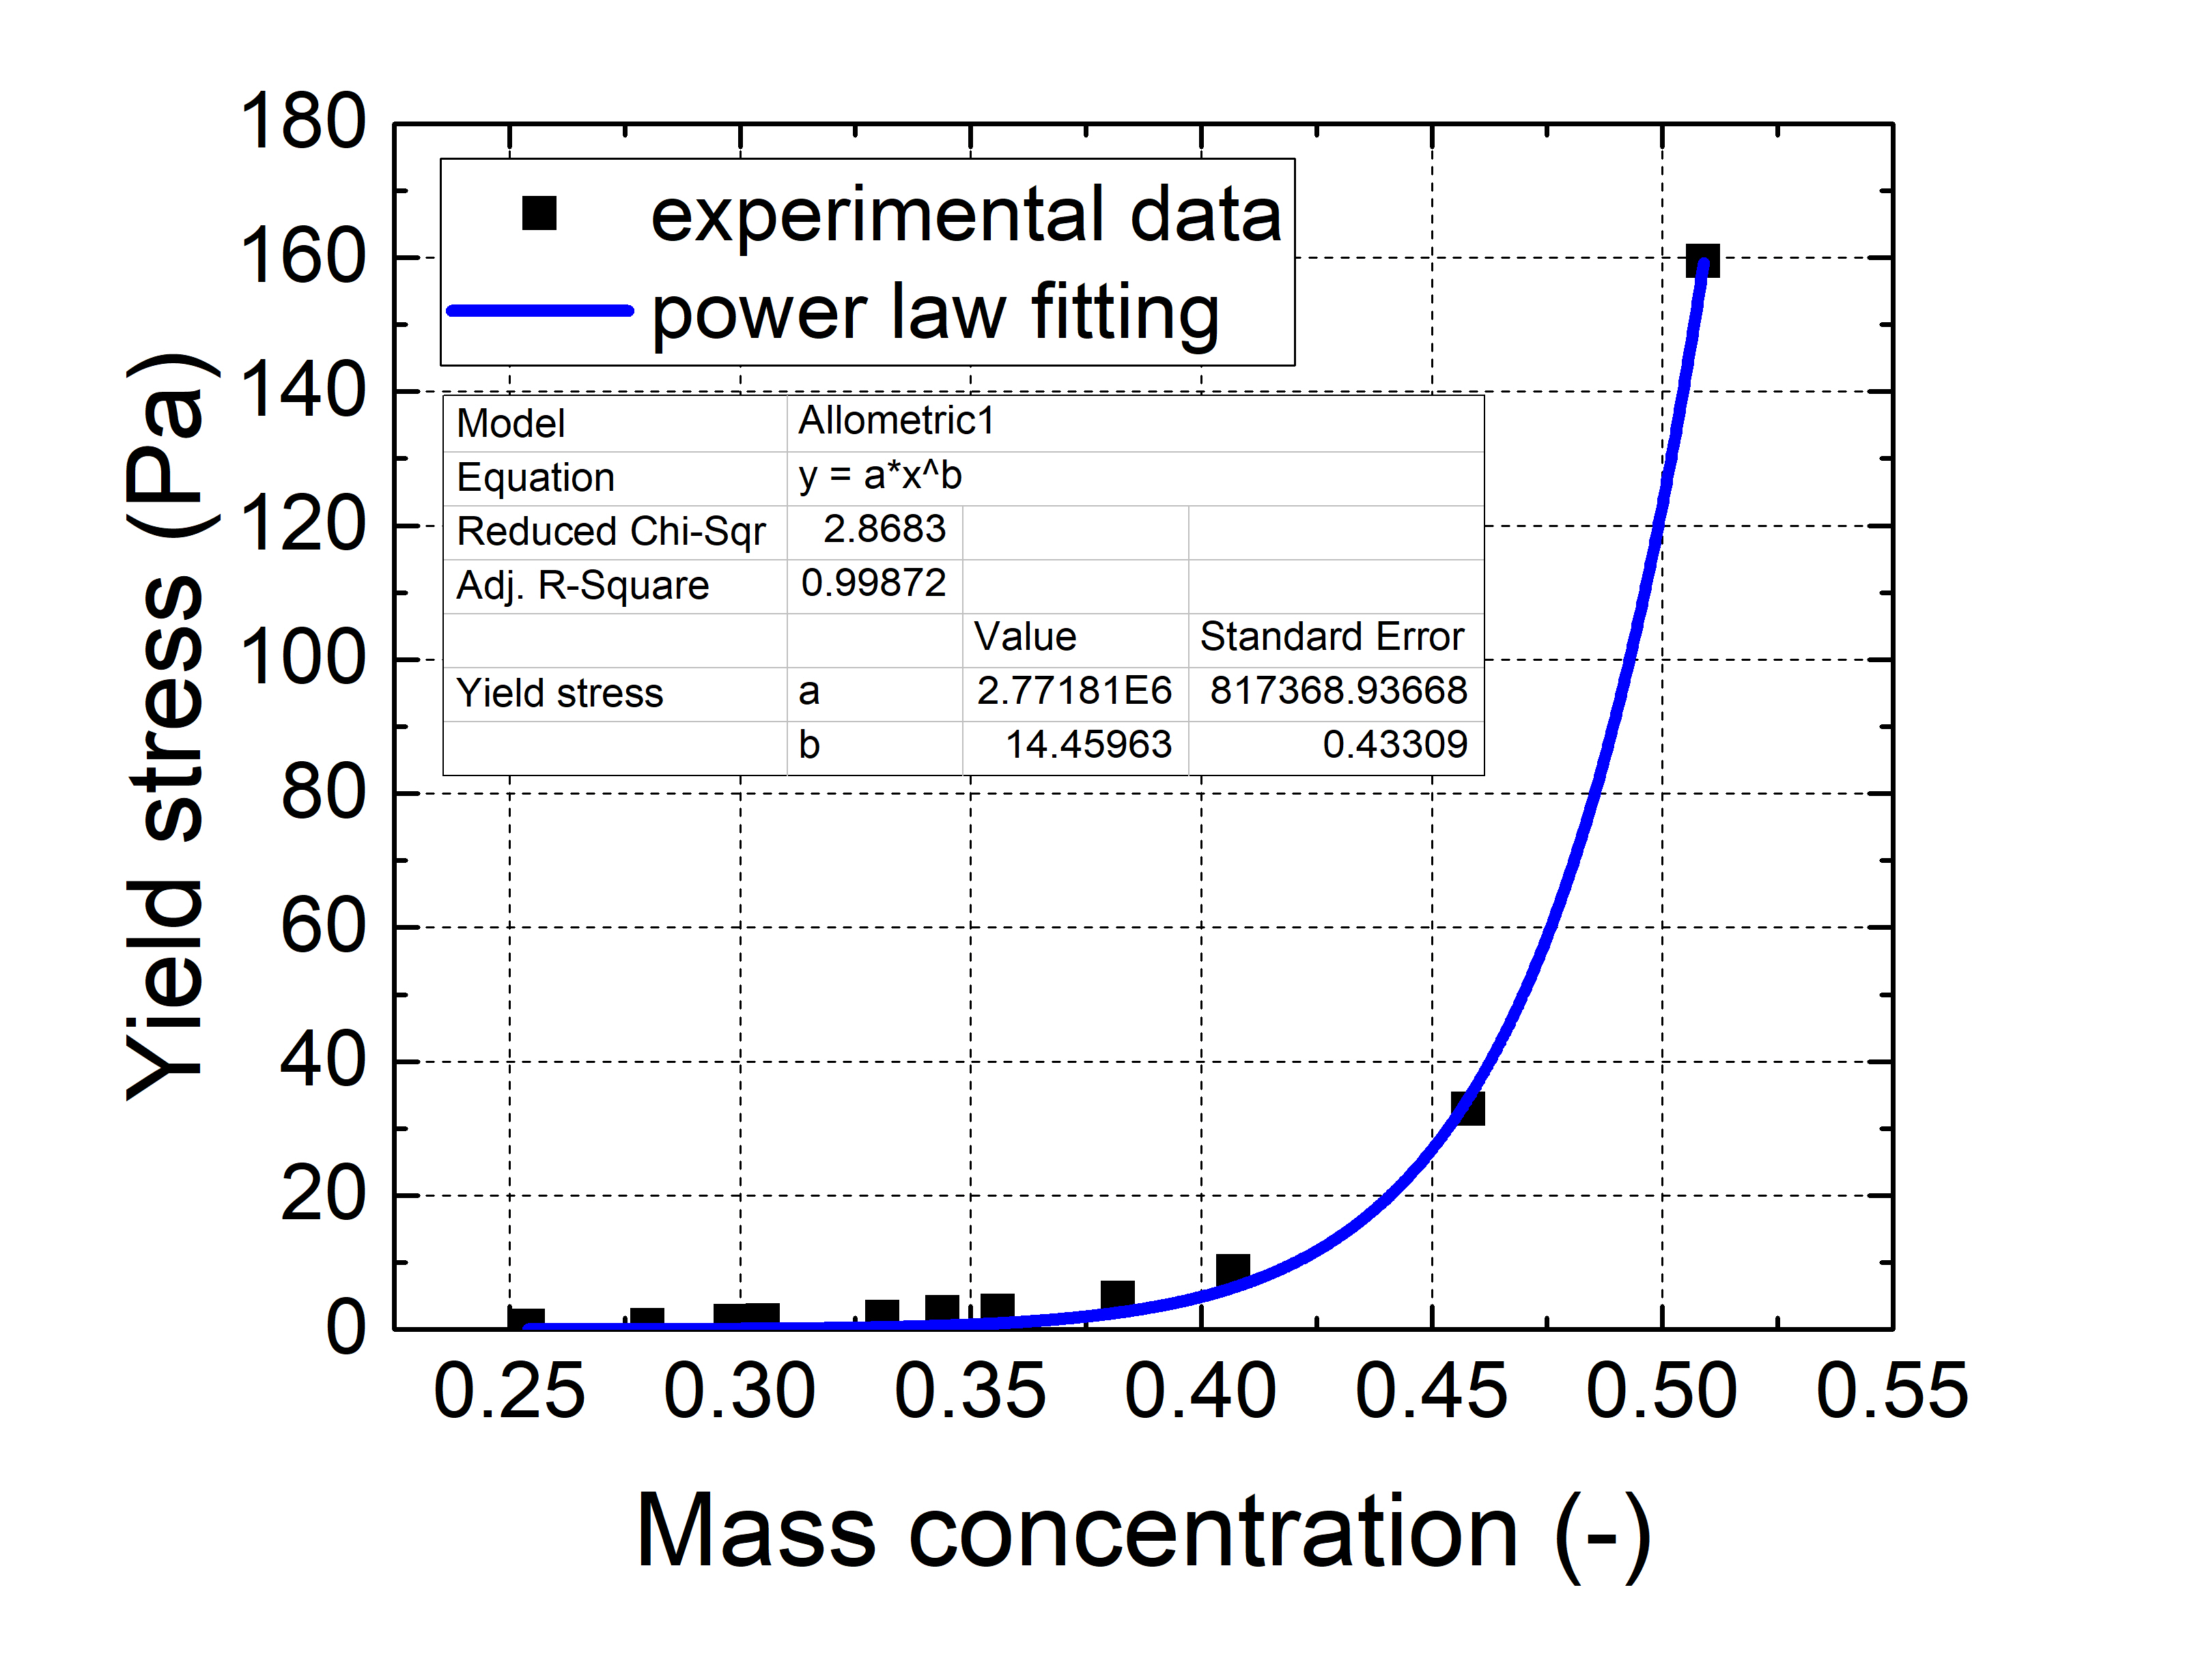 180
160
140
120
100
80
60
40
20
0
Yield stress (Pa)
experimental data
power law fitting
Model Allometric1
Equation y = a*x^b
Reduced Chi-Sqr 2.8683
Adj. R-Square 0.99872
Value Standard Error
Yield stress a 2.77181E6 817368.93668
b 14.45963 0.43309
0.25 0.30 0.35 0.40 0.45 0.50 0.55
Mass concentration (-)